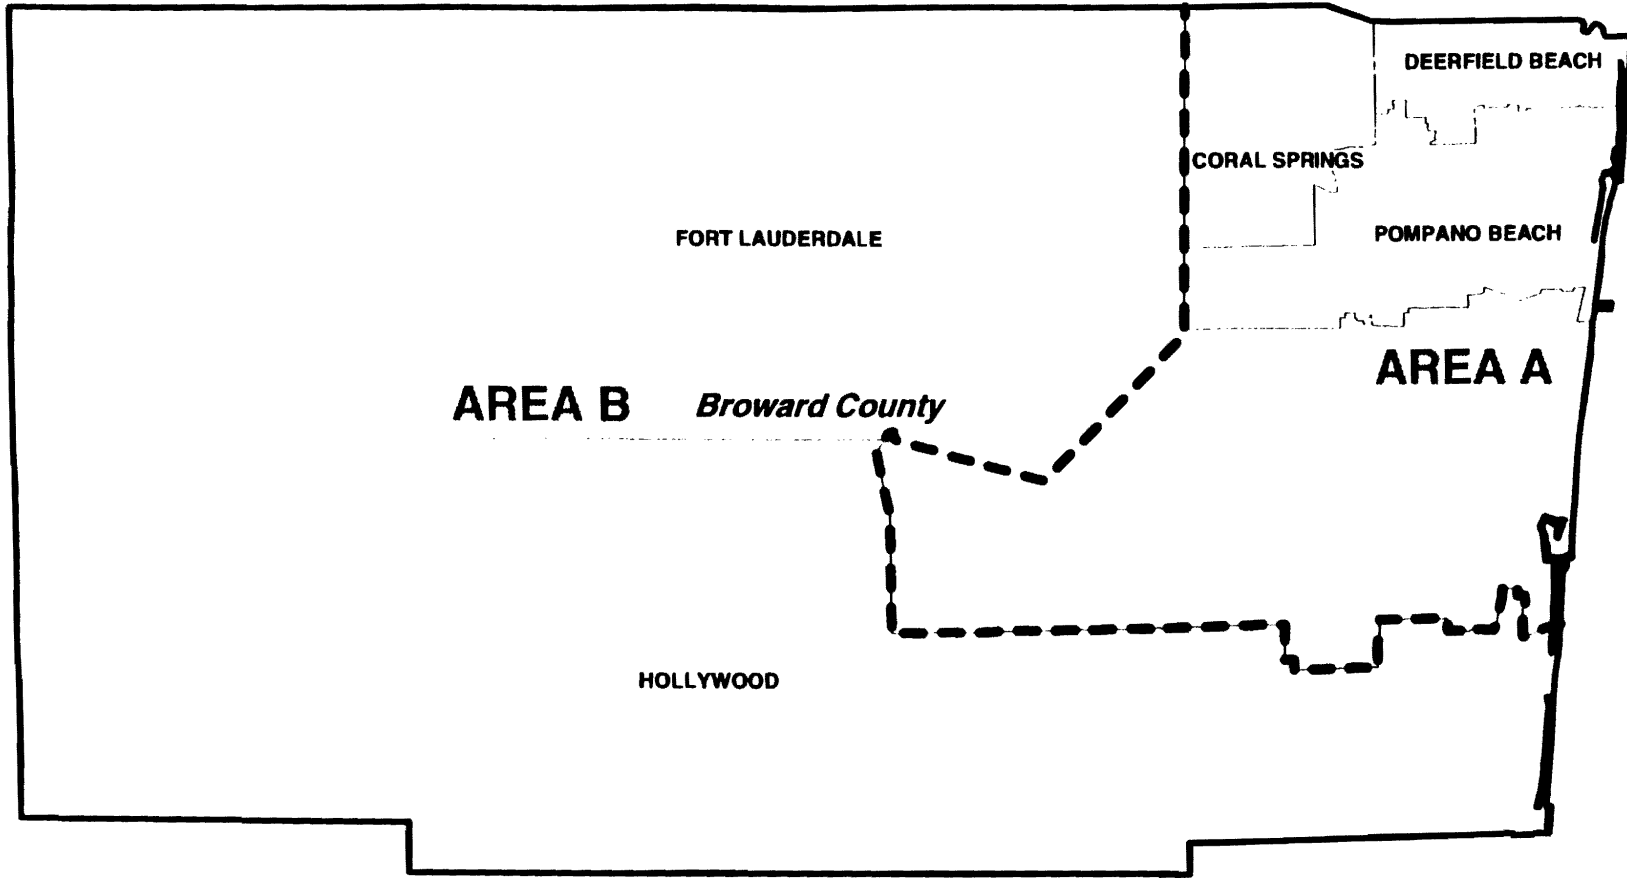 DEERFIELD BEACH
CORAL SPRINGS
FORT LAUDERDALE
POMPANO BEACH
AREA A
AREA B
Broward County
HOLLYWOOD